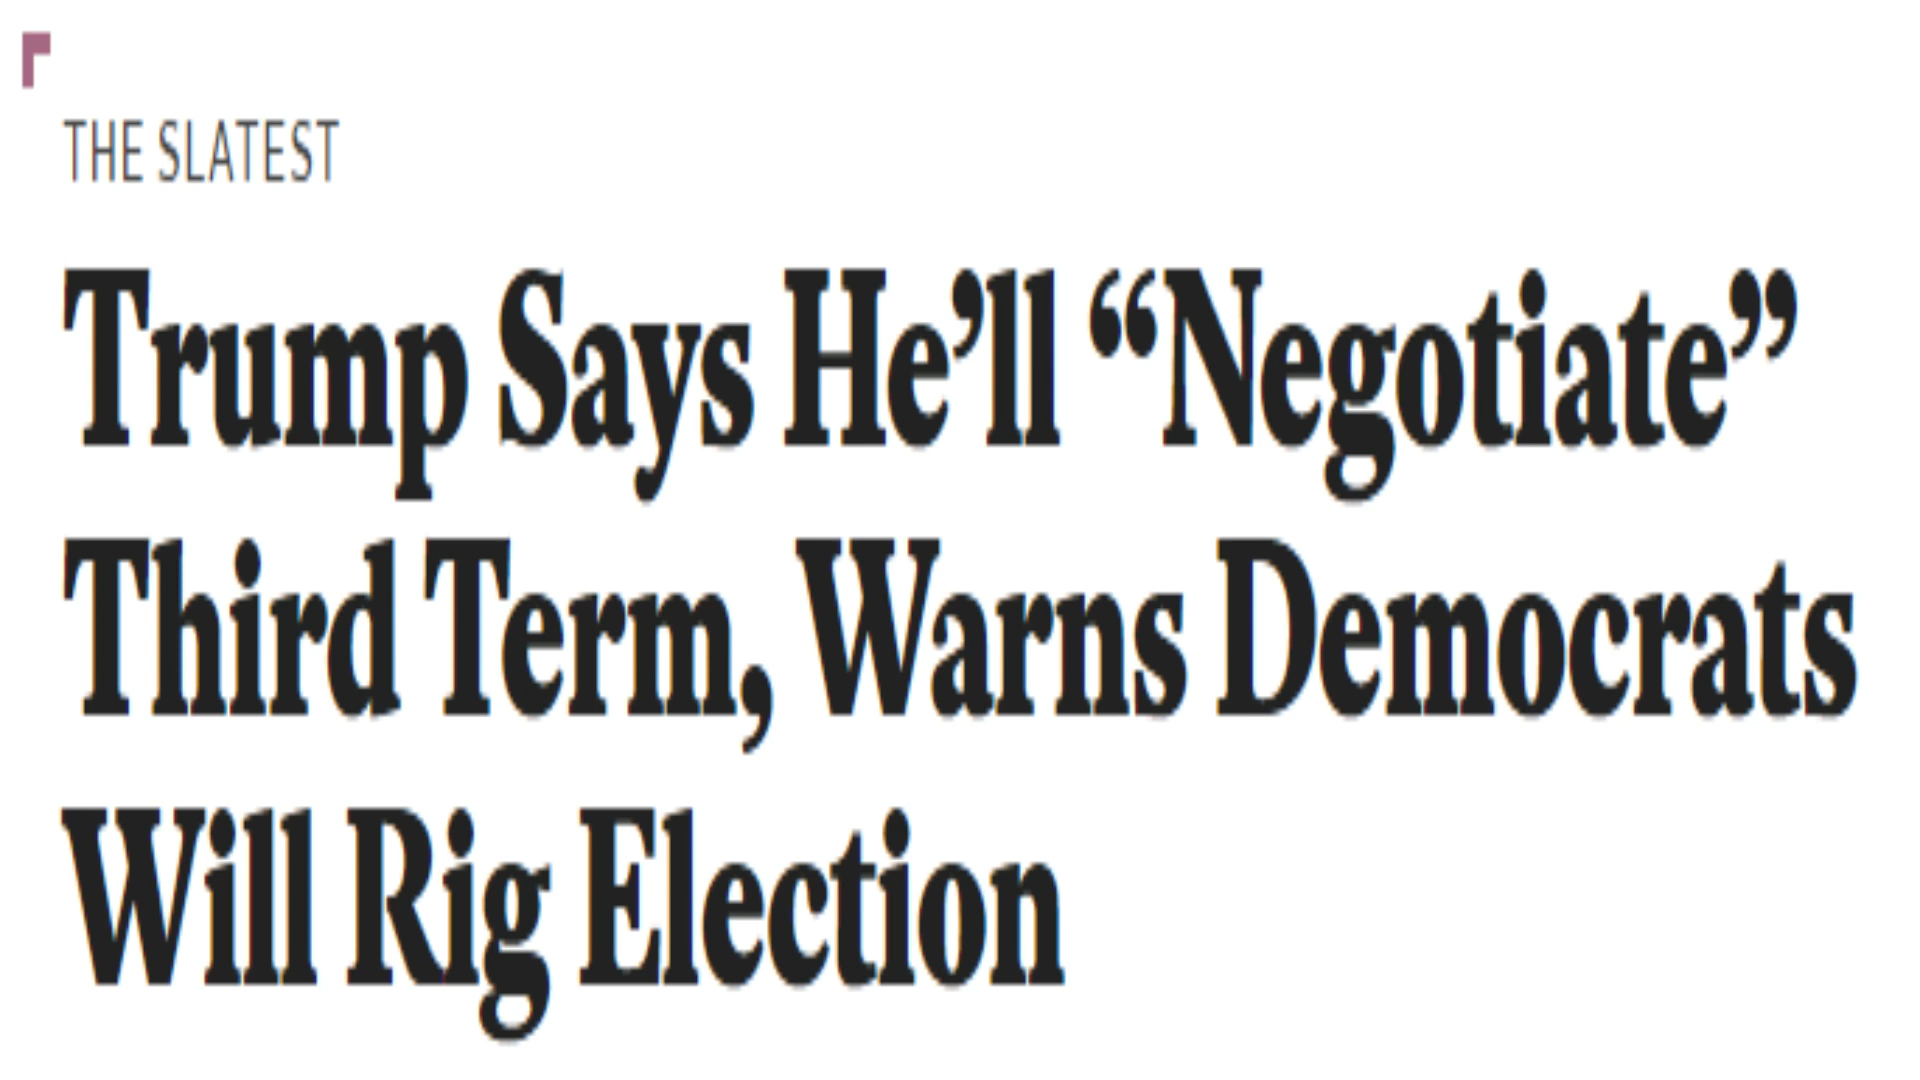 THE SLATEST
Trump Says He’ll “Negotiate”
Third Term, Warns Democrats
Will Rig Election